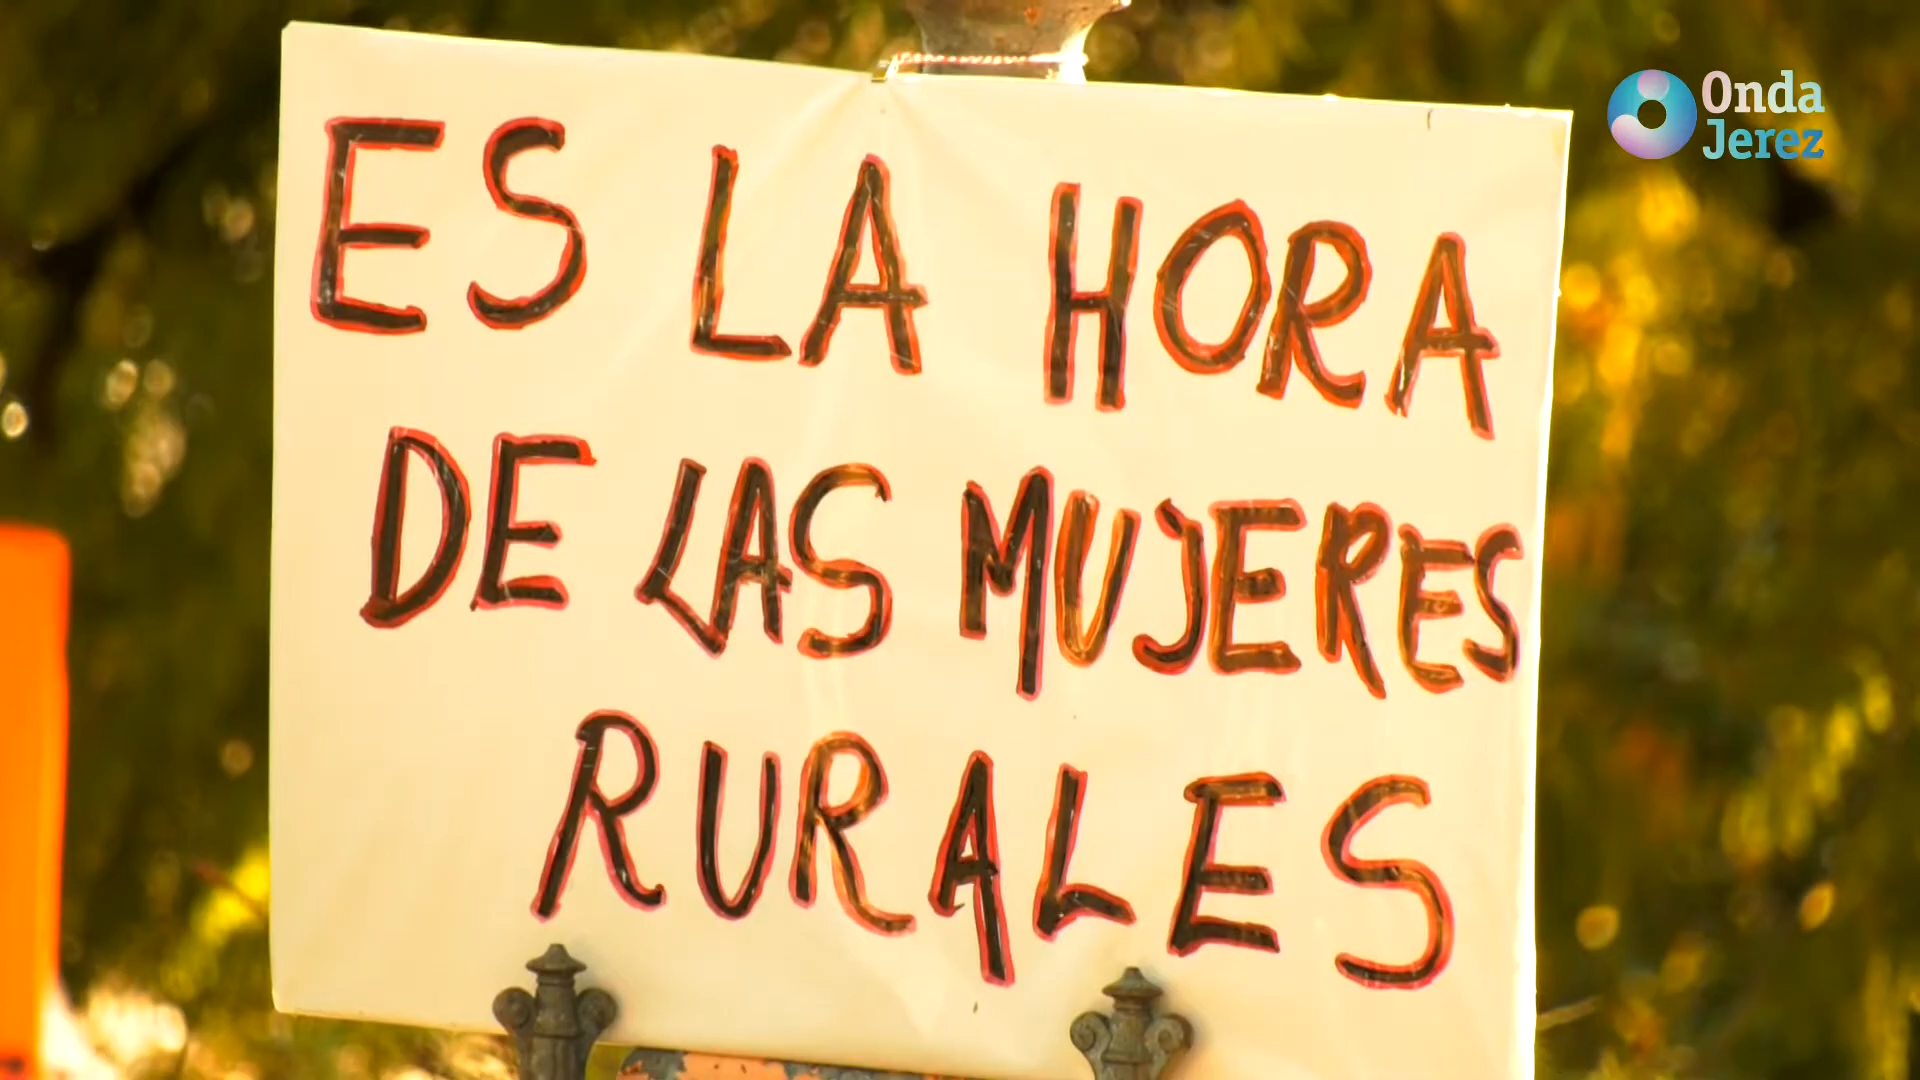 ES LA HORA
DE LAS MUJERES
RURALES
Onda
Jerez